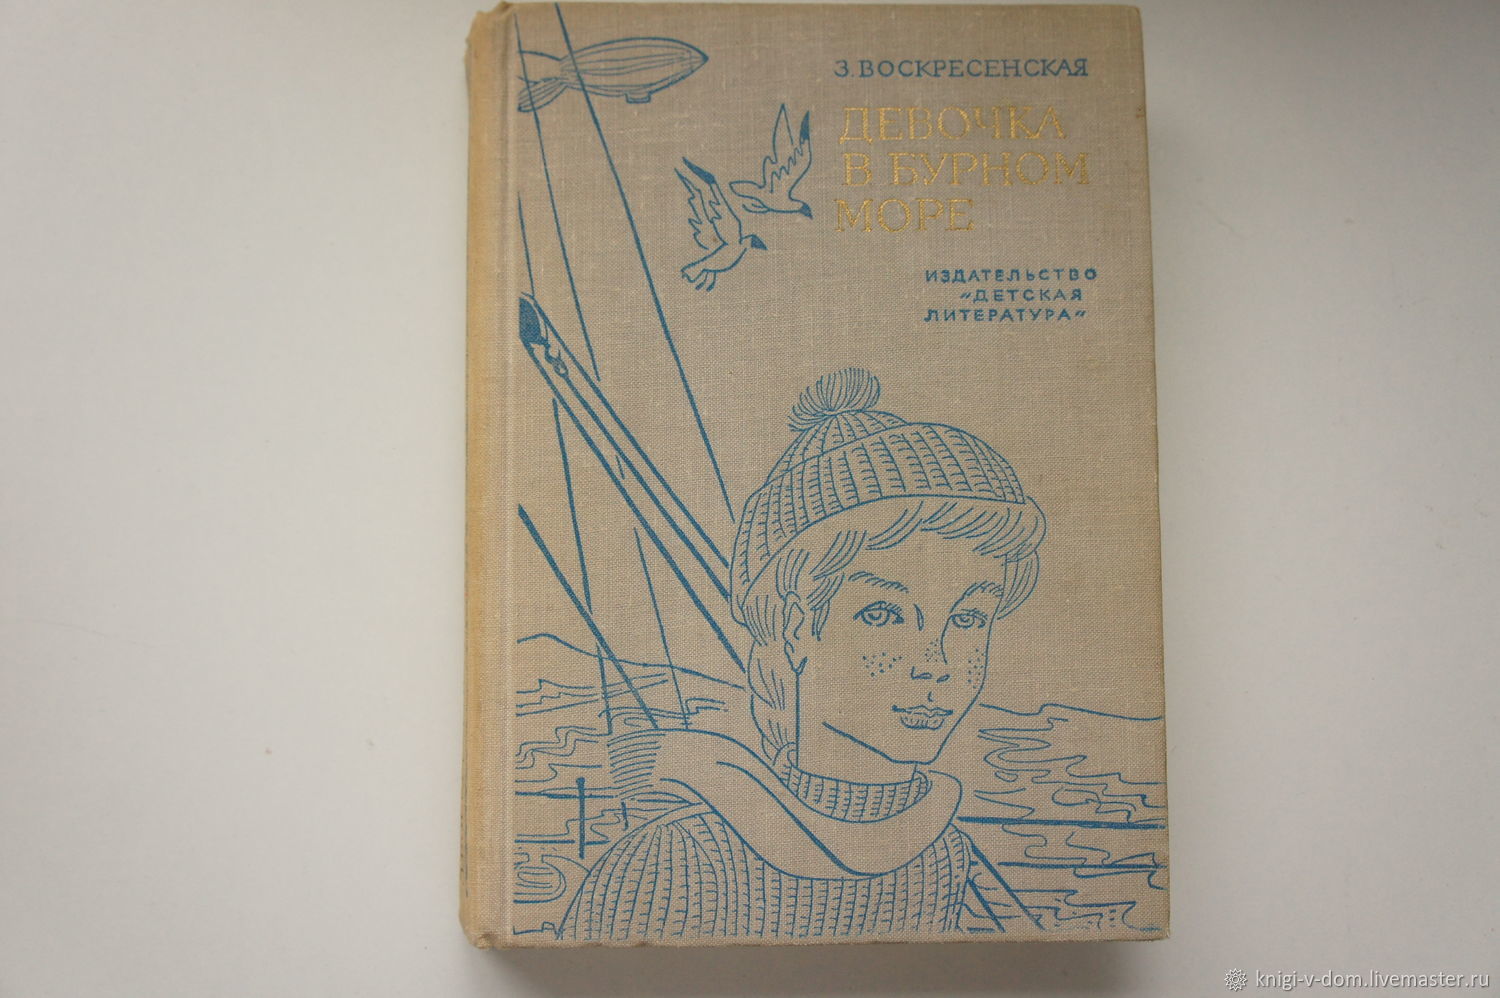 З. ВОСКРЕСЕНСКАЯ
ДЕВОЧКА
В БУРНОМ
МОРЕ
ИЗДАТЕЛЬСТВО
"ДЕТСКАЯ
ЛИТЕРАТУРА"
knigi-v-dom.livemaster.ru